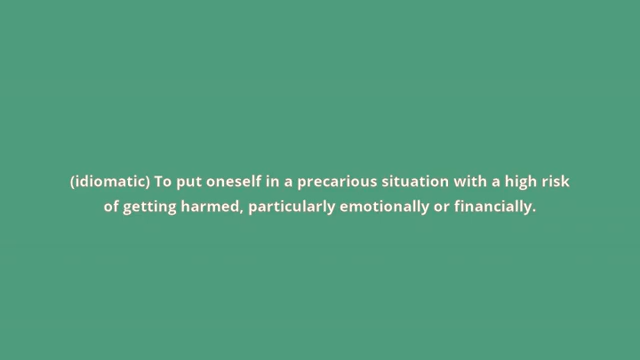 (idiomatic) To put oneself in a precarious situation with a high risk
of getting harmed, particularly emotionally or financially.